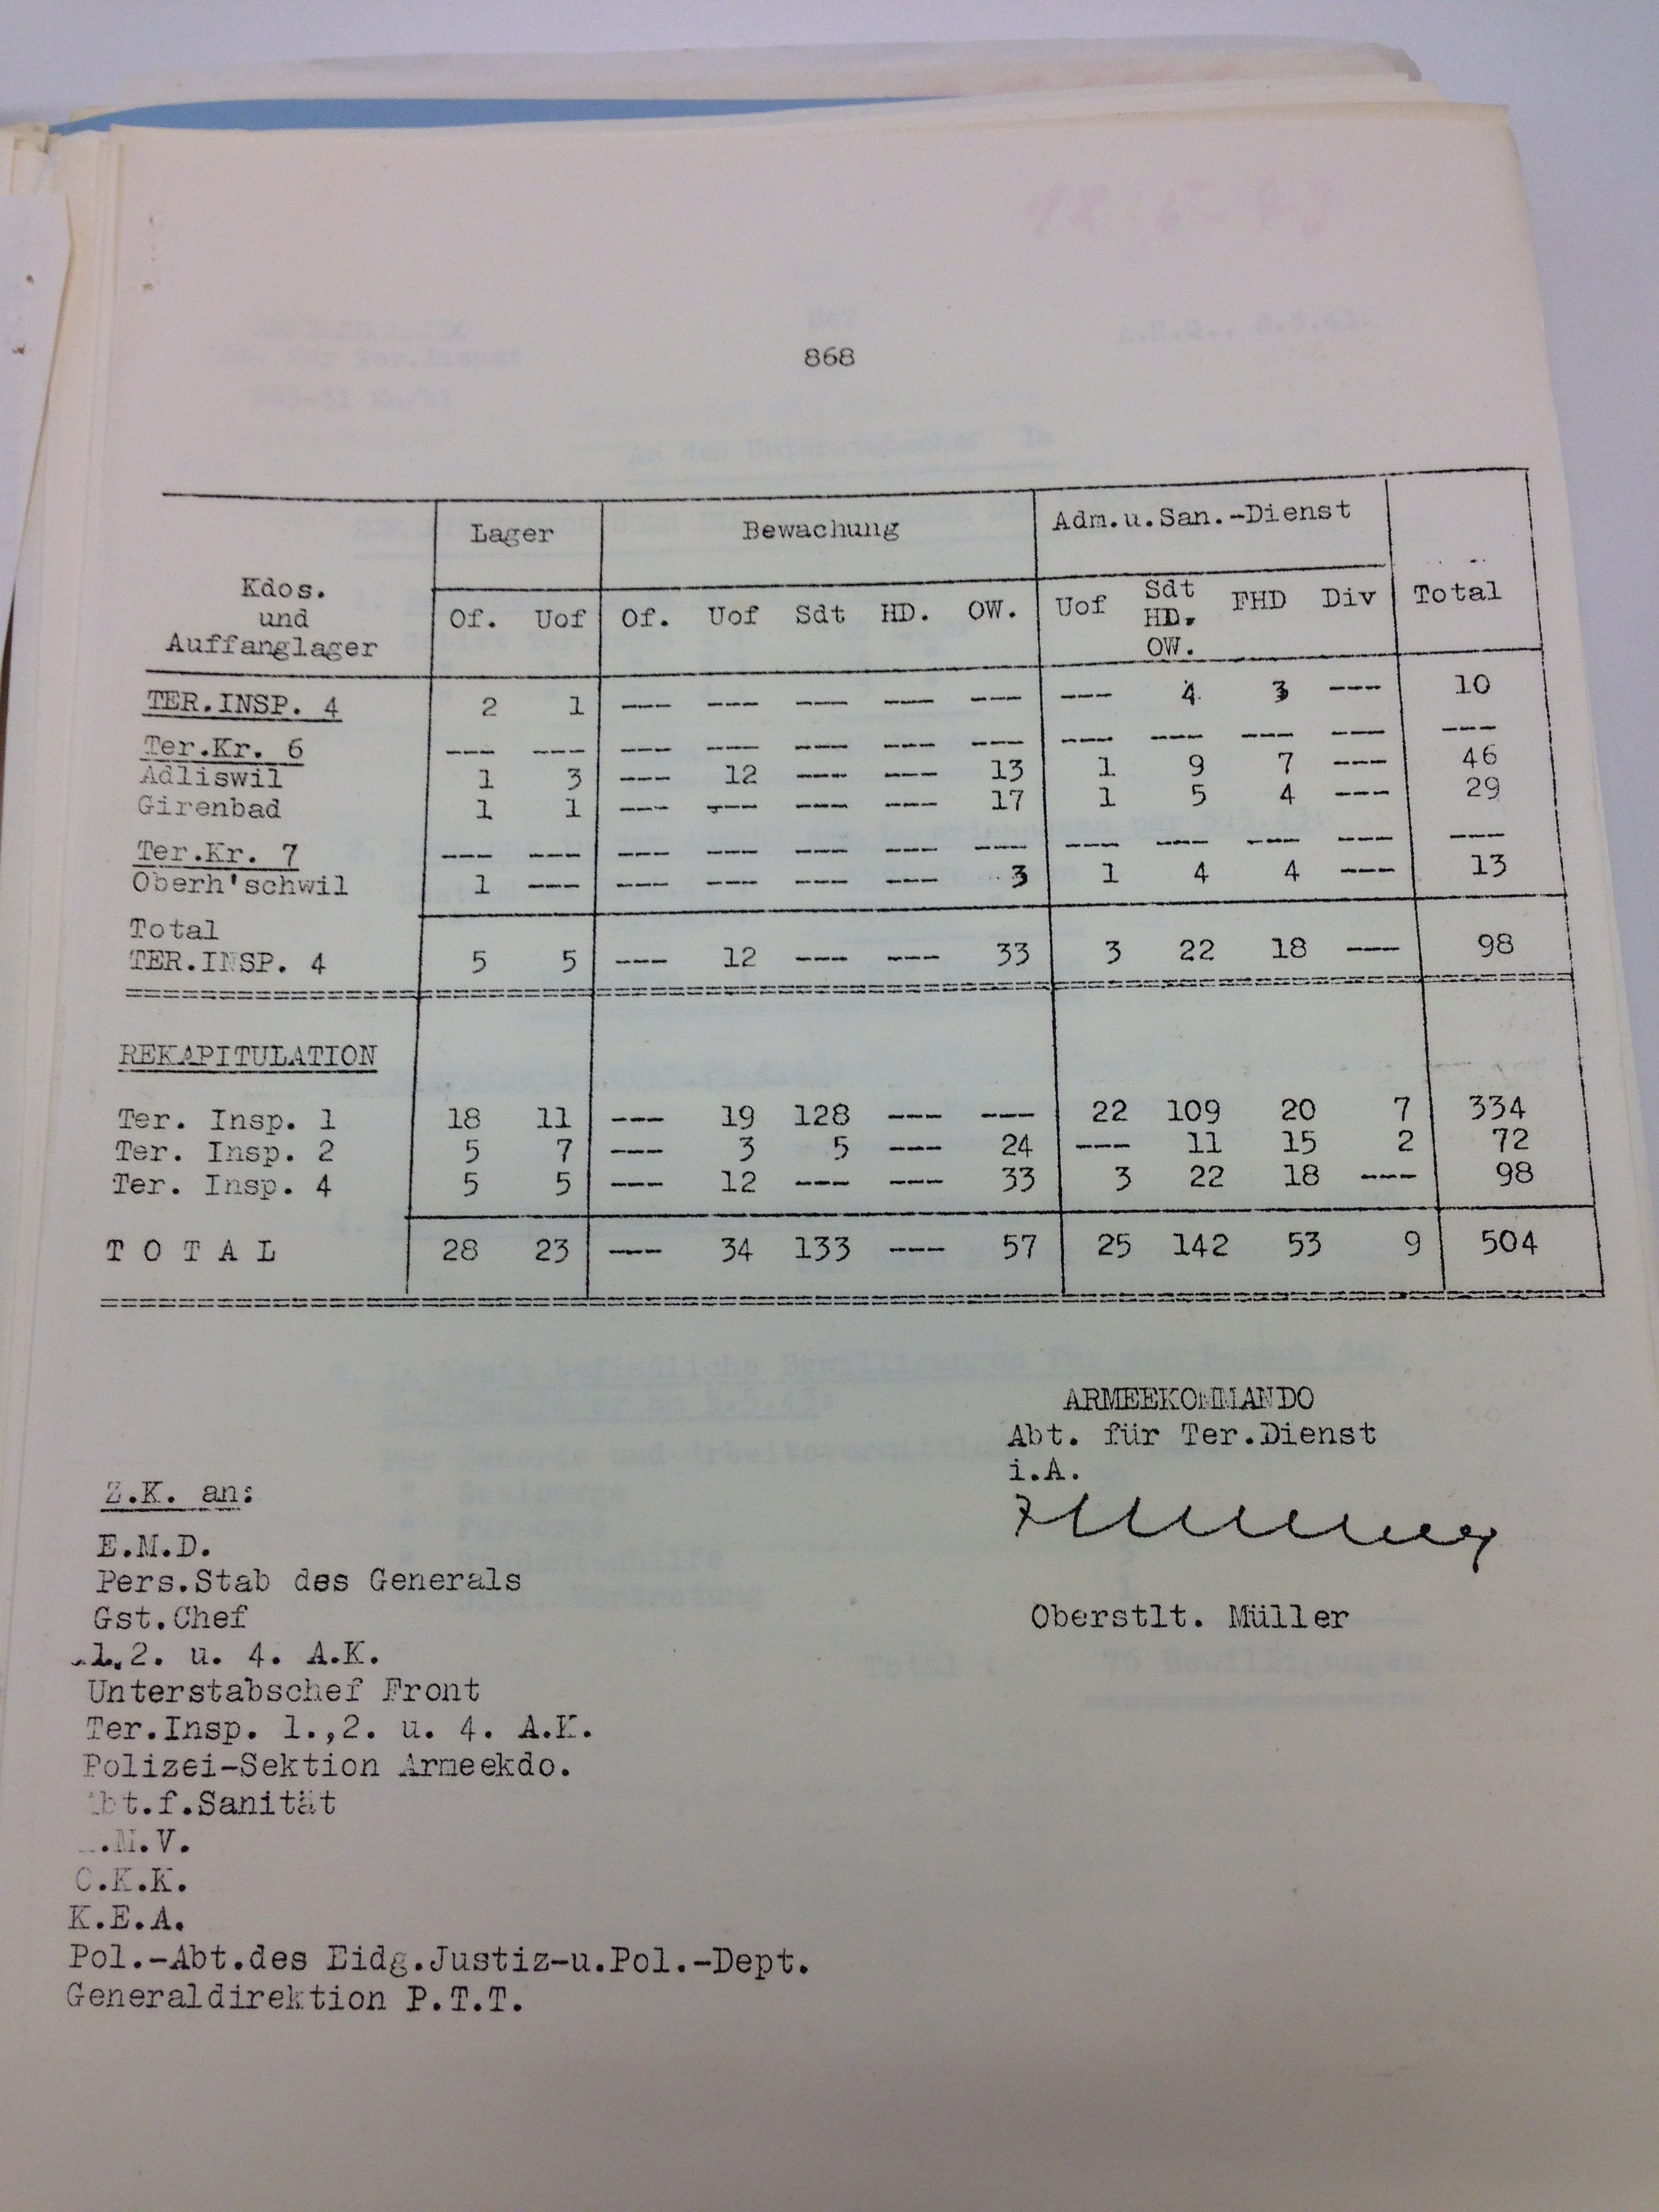 868
Kdos. und Auffanglager Lager Bewachung Adm.u.San.-Dienst Total
Of. Uof Of. Uof Sdt HD. OW. Uof Sdt HD. OW. FHD Div
TER.INSP. 4 2 1 --- --- --- --- --- --- 4 3 --- 10
Ter.Kr. 6 --- --- --- --- --- --- --- --- --- --- --- ---
Adliswil 1 3 --- 12 --- --- 13 1 9 7 --- 46
Girenbad 1 1 --- --- --- --- 17 1 5 4 --- 29
Ter.Kr. 7 --- --- --- --- --- --- --- --- --- --- --- ---
Oberh'schwil 1 --- --- --- --- --- 3 1 4 4 --- 13
Total
TER.INSP. 4 5 5 --- 12 --- --- 33 3 22 18 --- 98
REKAPITULATION
Ter. Insp. 1 18 11 --- 19 128 --- --- 22 109 20 7 334
Ter. Insp. 2 5 7 --- 3 5 --- 24 --- 11 15 2 72
Ter. Insp. 4 5 5 --- 12 --- --- 33 3 22 18 --- 98
T O T A L 28 23 --- 34 133 --- 57 25 142 53 9 504
ARMEEKOMMANDO
Abt. für Ter.Dienst
i.A.
Oberstlt. Müller
Z.K. an:
E.M.D.
Pers.Stab des Generals
Gst.Chef
1.2. u. 4. A.K.
Unterstabschef Front
Ter.Insp. 1.,2. u. 4. A.K.
Polizei-Sektion Armeekdo.
Abt.f.Sanität
.M.V.
O.K.K.
K.E.A.
Pol.-Abt.des Eidg.Justiz-u.Pol.-Dept.
Generaldirektion P.T.T.